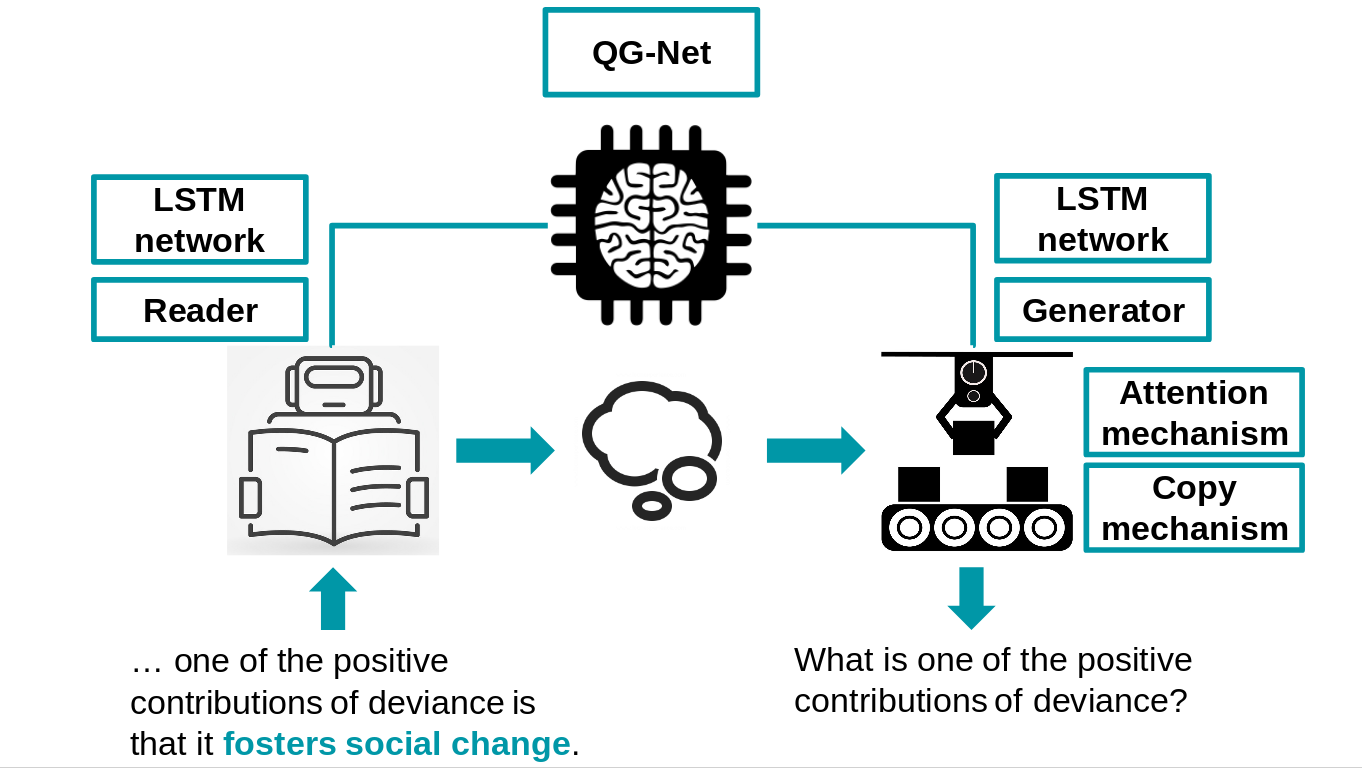 QG-Net
LSTM
network
Reader
LSTM
network
Generator
Attention
mechanism
Copy
mechanism
… one of the positive
contributions of deviance is
that it fosters social change.
What is one of the positive
contributions of deviance?